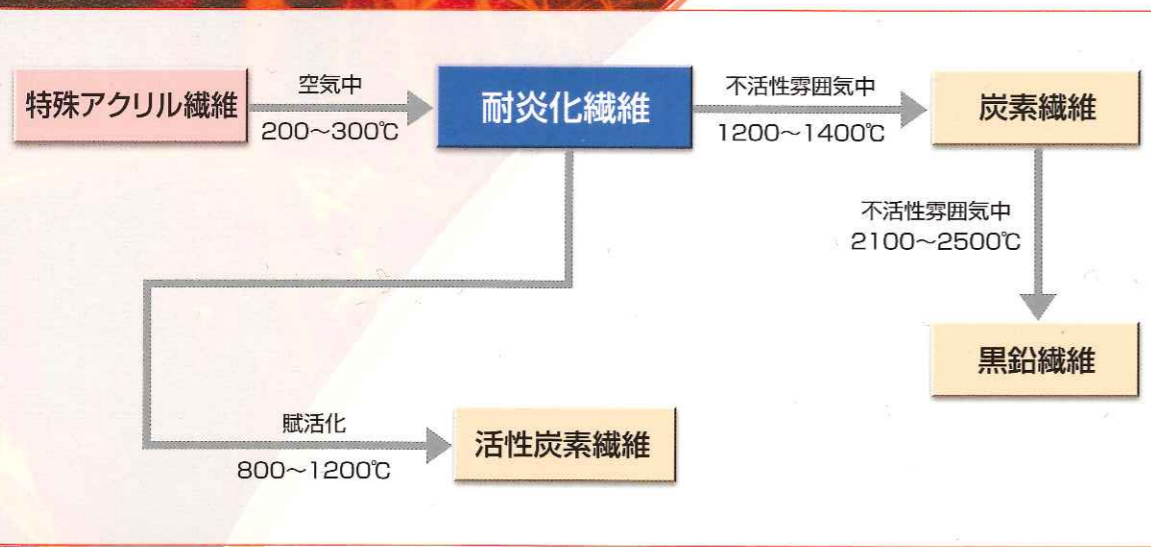 特殊アクリル繊維
空気中
200～300℃
耐炎化繊維
不活性雰囲気中
1200～1400℃
炭素繊維
不活性雰囲気中
2100～2500℃
黒鉛繊維
賦活化
800～1200℃
活性炭素繊維